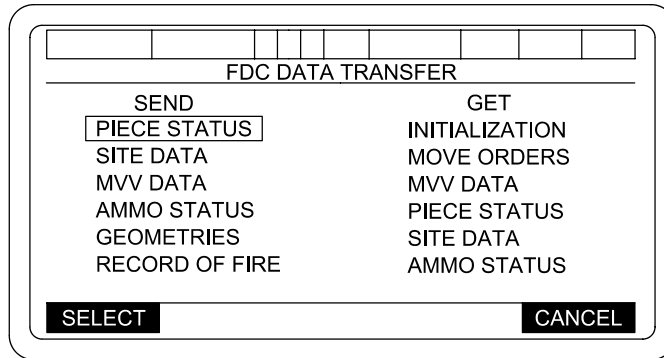 FDC DATA TRANSFER
SEND GET
PIECE STATUS INITIALIZATION
SITE DATA MOVE ORDERS
MVV DATA MVV DATA
AMMO STATUS PIECE STATUS
GEOMETRIES SITE DATA
RECORD OF FIRE AMMO STATUS
SELECT CANCEL